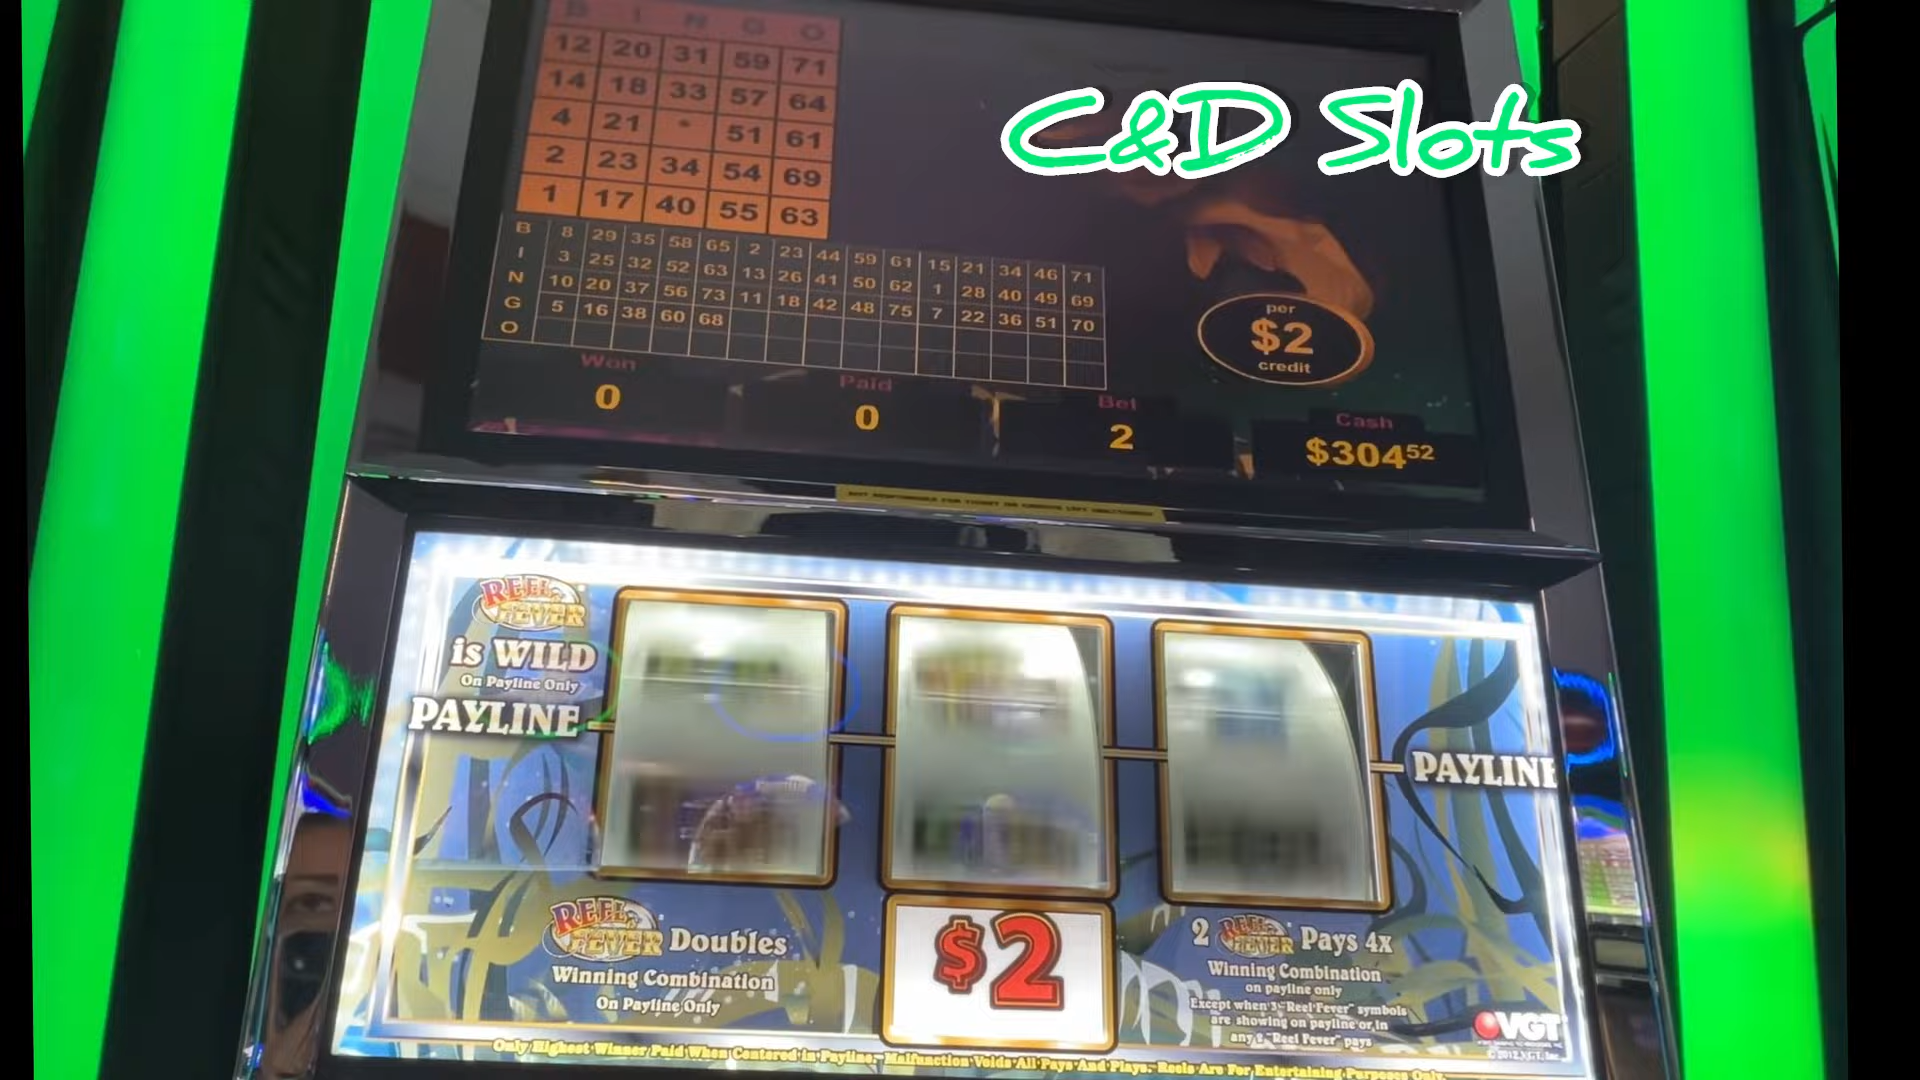 B I N G O
12 20 31 59 71
14 18 33 57 64
4 21 * 51 61
2 23 34 54 69
1 17 40 55 63
C&D Slots
B 8 29 35 58 65 2 23 44 59 61 15 21 34 46 71
I 3 25 32 52 63 13 26 41 50 62 1 28 40 49 69
N 10 20 37 56 73 11 18 42 48 75 7 22 36 51 70
G 5 16 38 60 68
O
per
$2
credit
Won
0
Paid
0
Bet
2
Cash
$304 52
REEL FEVER
is WILD
On Payline Only
PAYLINE
PAYLINE
REEL FEVER Doubles
Winning Combination
On Payline Only
$2
2 REEL FEVER Pays 4x
Winning Combination
on payline only
Except when 3 "Reel Fever" symbols
are showing on payline or in
any "Reel Fever" pays
VGT
© 2012 VGT, Inc.
Only Highest Winner Paid When Centered in Payline. Malfunction Voids All Pays And Plays. Reels Are For Entertaining Purposes Only.